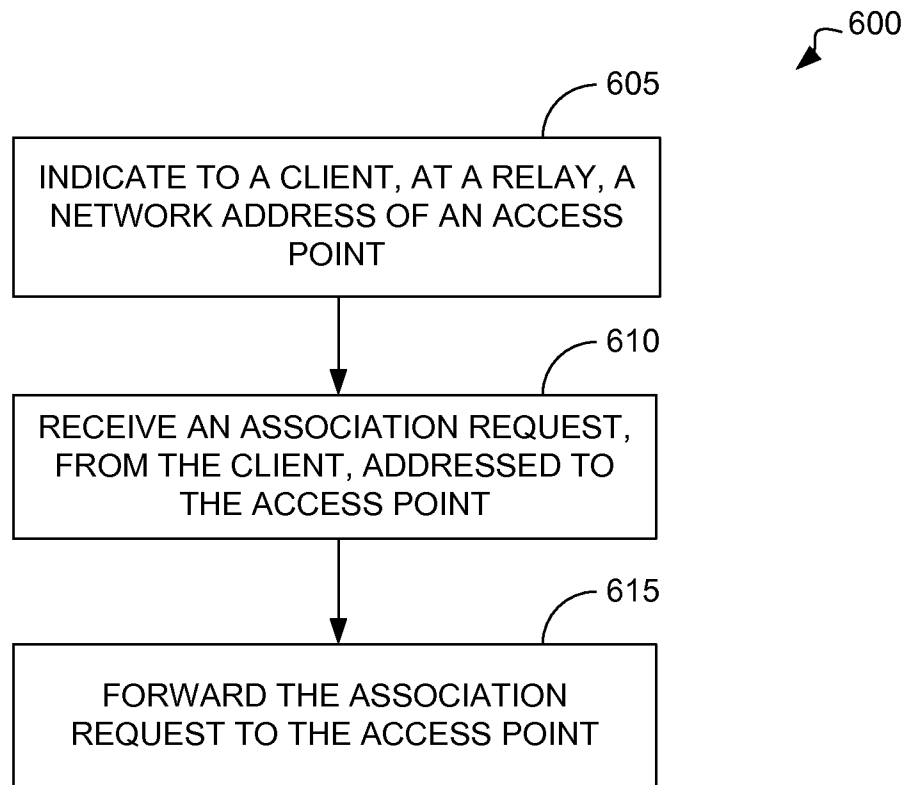 600
605
INDICATE TO A CLIENT, AT A RELAY, A
NETWORK ADDRESS OF AN ACCESS
POINT
610
RECEIVE AN ASSOCIATION REQUEST,
FROM THE CLIENT, ADDRESSED TO
THE ACCESS POINT
615
FORWARD THE ASSOCIATION
REQUEST TO THE ACCESS POINT